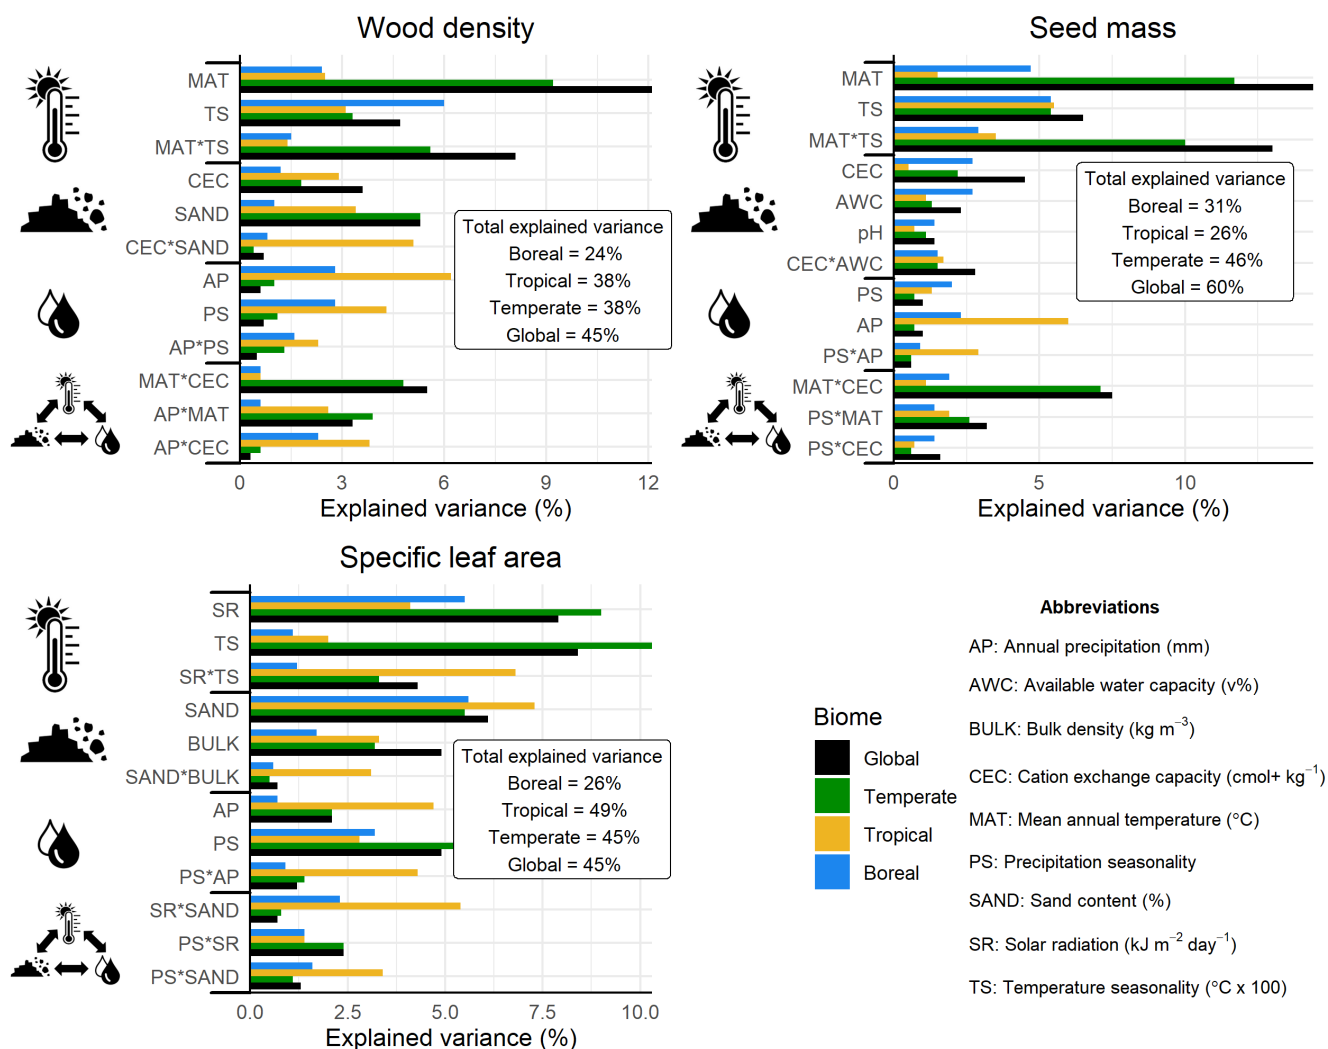 Wood density
MAT
TS
MAT*TS
CEC
SAND
CEC*SAND
AP
PS
AP*PS
MAT*CEC
AP*MAT
AP*CEC
Total explained variance
Boreal = 24%
Tropical = 38%
Temperate = 38%
Global = 45%
0.0 3 6 9 12
Explained variance (%)
Seed mass
MAT
TS
MAT*TS
CEC
AWC
pH
CEC*AWC
PS
AP
PS*AP
MAT*CEC
PS*MAT
PS*CEC
Total explained variance
Boreal = 31%
Tropical = 26%
Temperate = 46%
Global = 60%
0 5 10
Explained variance (%)
Specific leaf area
SR
TS
SR*TS
SAND
BULK
SAND*BULK
AP
PS
PS*AP
SR*SAND
PS*SR
PS*SAND
Total explained variance
Boreal = 26%
Tropical = 49%
Temperate = 45%
Global = 45%
0.0 2.5 5.0 7.5 10.0
Explained variance (%)
Biome
Global
Temperate
Tropical
Boreal
Abbreviations
AP: Annual precipitation (mm)
AWC: Available water capacity (v%)
BULK: Bulk density (kg m⁻³)
CEC: Cation exchange capacity (cmol+ kg⁻¹)
MAT: Mean annual temperature (°C)
PS: Precipitation seasonality
SAND: Sand content (%)
SR: Solar radiation (kJ m⁻² day⁻¹)
TS: Temperature seasonality (°C x 100)